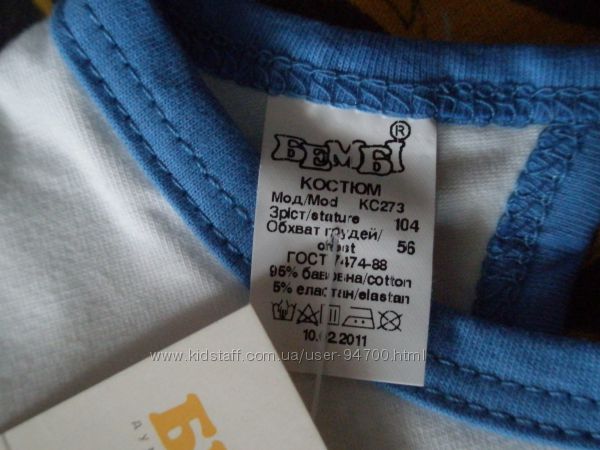 БЕМБІ ®
КОСТЮМ
Мод/Mod КС273
Зріст/stature 104
Обхват грудей/
chest 56
ГОСТ 7474-88
95% бавовна/cotton
5% еластан/elastan
10.02.2011
www.kidstaff.com.ua/user-94700.html